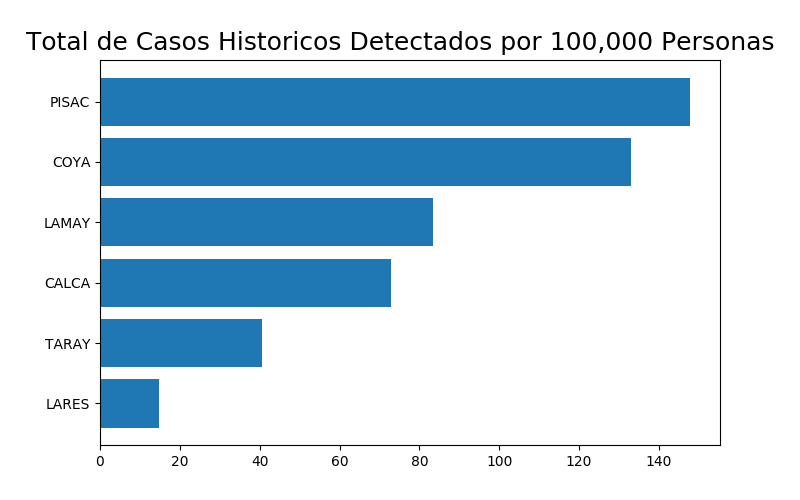 Total de Casos Historicos Detectados por 100,000 Personas
PISAC
COYA
LAMAY
CALCA
TARAY
LARES
0 20 40 60 80 100 120 140